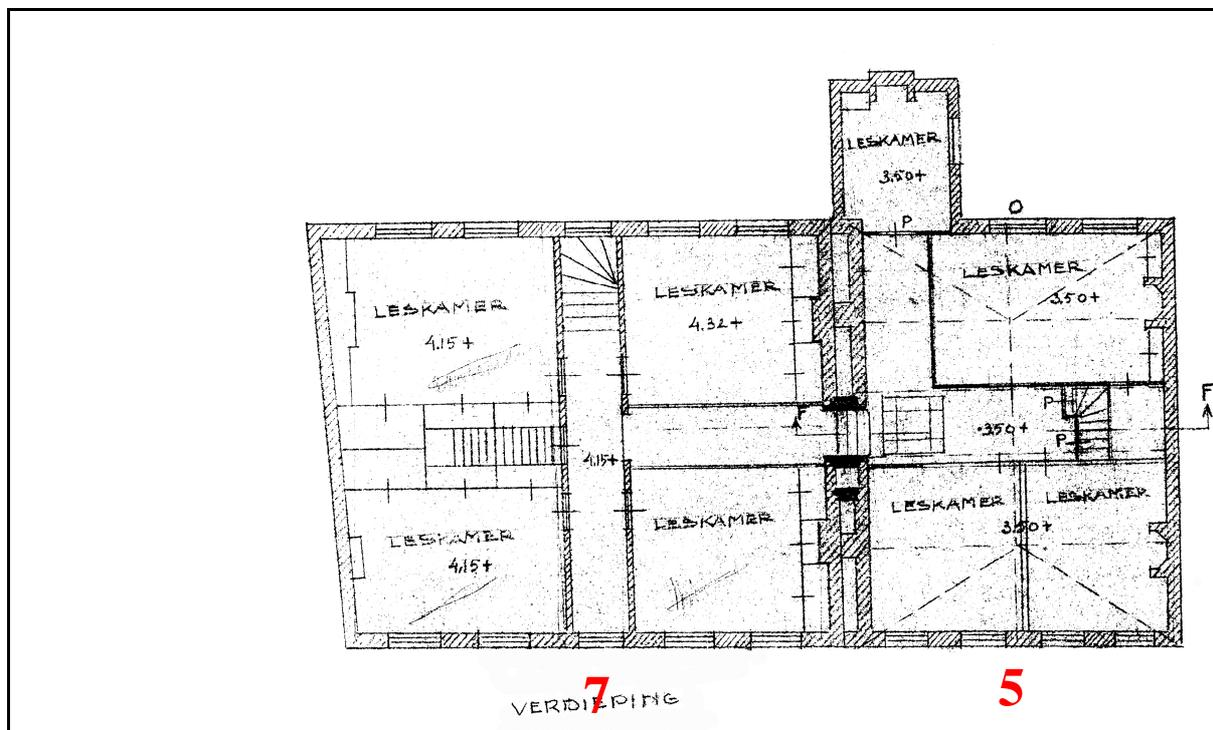 LESKAMER
3.50+
P
O
LESKAMER
4.15+
LESKAMER
4.32+
LESKAMER
3.50+
F
F
P
3.50+
P
4.15+
LESKAMER
4.15+
LESKAMER
LESKAMER
LESKAMER
3.50+
7
5
VERDIEPING